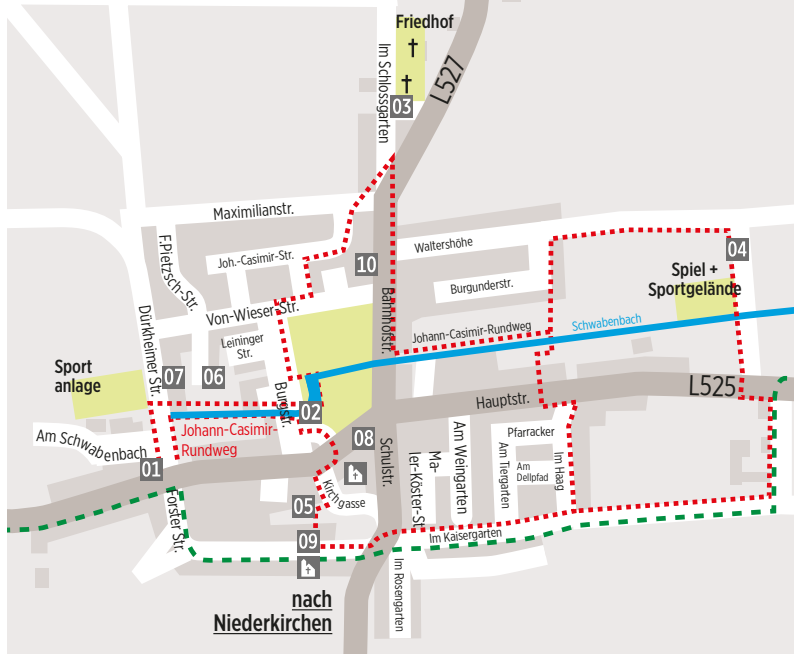 Friedhof
Im Schlossgarten
03
L527
Maximilianstr.
F.Pietzsch-Str.
Joh.-Casimir-Str.
10
Waltershöhe
04
Spiel +
Sportgelände
Burgunderstr.
Von-Wieser-Str.
Bahnhofstr.
Johann-Casimir-Rundweg
Schwabenbach
Dürkheimer Str.
Leininger
Str.
Sport
anlage
07
06
Burgstr.
02
L525
Hauptstr.
Johann-Casimir-
Rundweg
Am Schwabenbach
01
08
Schulstr.
Ma-
ler-Köster-St
Am Weingarten
Pfarracker
Am Tiergarten
Am
Dellpfad
Im Haag
Kirchgasse
05
Forster Str.
09
Im Kaisergarten
Im Rosengarten
nach
Niederkirchen